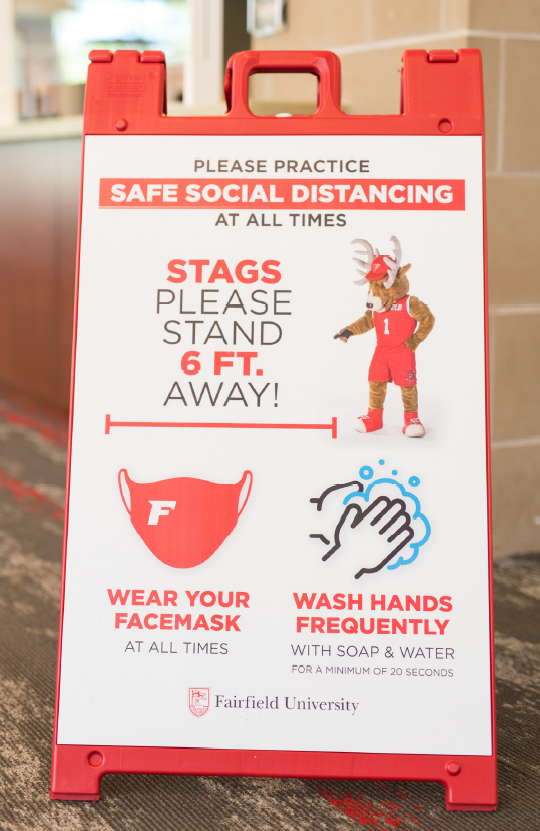 PLEASE PRACTICE
SAFE SOCIAL DISTANCING
AT ALL TIMES
STAGS
PLEASE
STAND
6 FT.
AWAY!
1
F
WEAR YOUR
FACEMASK
AT ALL TIMES
WASH HANDS
FREQUENTLY
WITH SOAP & WATER
FOR A MINIMUM OF 20 SECONDS
Fairfield University